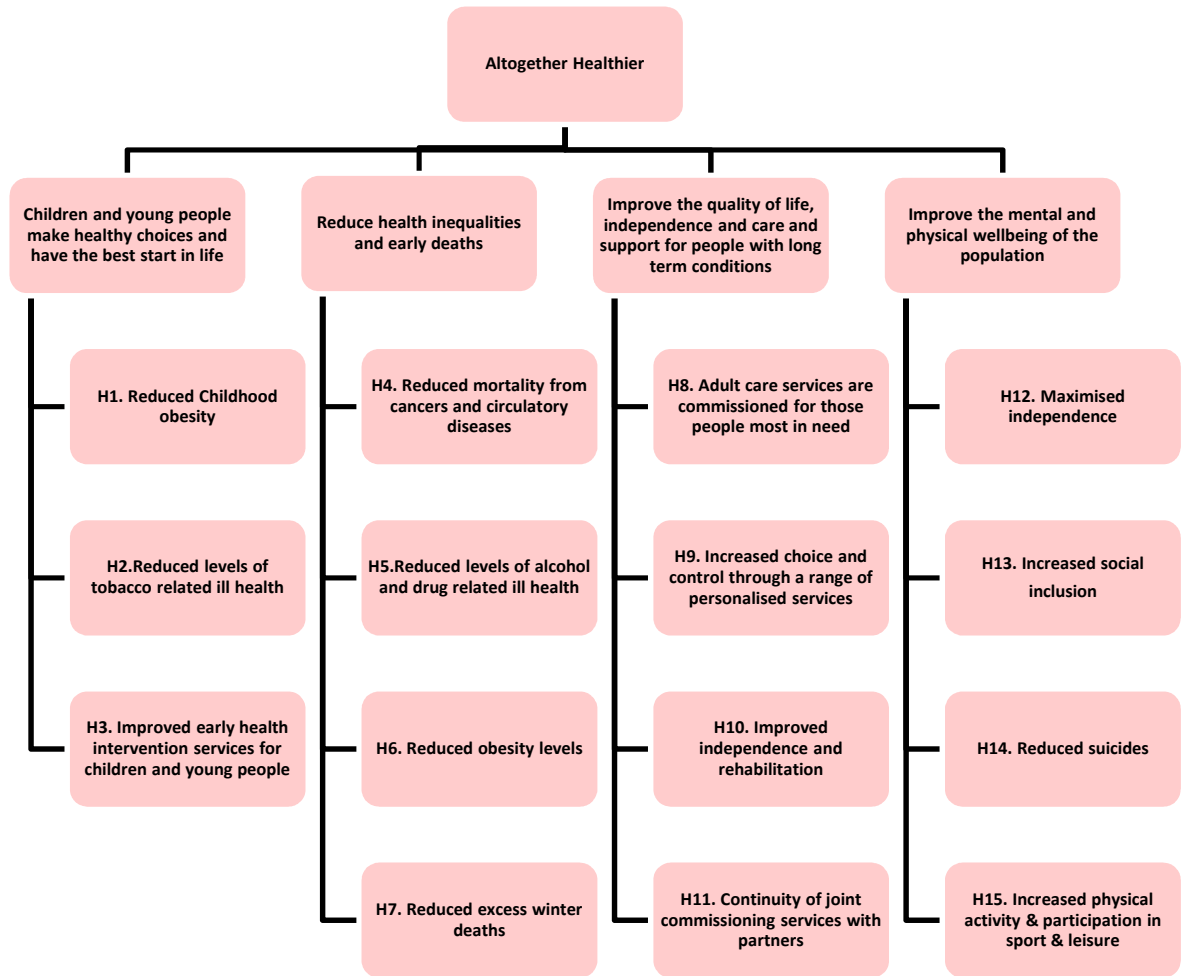 Altogether Healthier
Children and young people
make healthy choices and
have the best start in life
Reduce health inequalities
and early deaths
Improve the quality of life,
independence and care and
support for people with long
term conditions
Improve the mental and
physical wellbeing of the
population
H1. Reduced Childhood
obesity
H2.Reduced levels of
tobacco related ill health
H3. Improved early health
intervention services for
children and young people
H4. Reduced mortality from
cancers and circulatory
diseases
H5.Reduced levels of alcohol
and drug related ill health
H6. Reduced obesity levels
H7. Reduced excess winter
deaths
H8. Adult care services are
commissioned for those
people most in need
H9. Increased choice and
control through a range of
personalised services
H10. Improved
independence and
rehabilitation
H11. Continuity of joint
commissioning services with
partners
H12. Maximised
independence
H13. Increased social
inclusion
H14. Reduced suicides
H15. Increased physical
activity & participation in
sport & leisure